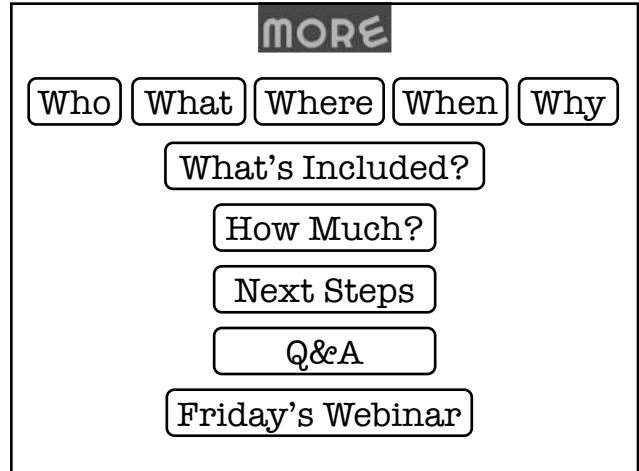 MORE
Who What Where When Why
What's Included?
How Much?
Next Steps
Q&A
Friday's Webinar